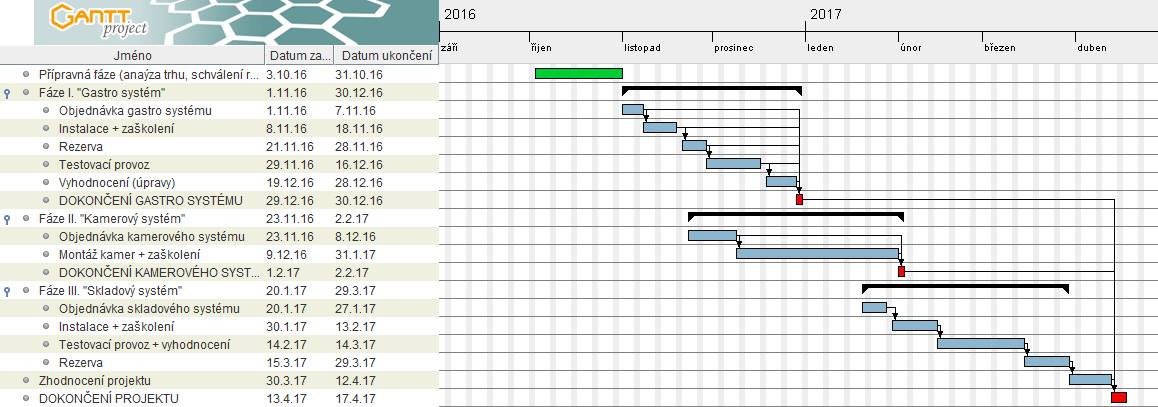 GANTT project
2016 2017
září říjen listopad prosinec leden únor březen duben
Jméno Datum za... Datum ukončení
Přípravná fáze (anaýza trhu, schválení r... 3.10.16 31.10.16
Fáze I. "Gastro systém" 1.11.16 30.12.16
Objednávka gastro systému 1.11.16 7.11.16
Instalace + zaškolení 8.11.16 18.11.16
Rezerva 21.11.16 28.11.16
Testovací provoz 29.11.16 16.12.16
Vyhodnocení (úpravy) 19.12.16 28.12.16
DOKONČENÍ GASTRO SYSTÉMU 29.12.16 30.12.16
Fáze II. "Kamerový systém" 23.11.16 2.2.17
Objednávka kamerového systému 23.11.16 8.12.16
Montáž kamer + zaškolení 9.12.16 31.1.17
DOKONČENÍ KAMEROVÉHO SYST... 1.2.17 2.2.17
Fáze III. "Skladový systém" 20.1.17 29.3.17
Objednávka skladového systému 20.1.17 27.1.17
Instalace + zaškolení 30.1.17 13.2.17
Testovací provoz + vyhodnocení 14.2.17 14.3.17
Rezerva 15.3.17 29.3.17
Zhodnocení projektu 30.3.17 12.4.17
DOKONČENÍ PROJEKTU 13.4.17 17.4.17